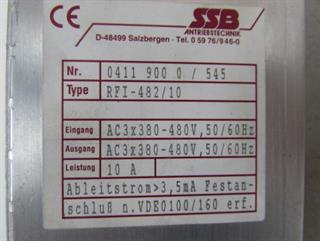 SSB
ANTRIEBSTECHNIK
D-48499 Salzbergen - Tel. 0 59 76/9 46-0
Nr. 0411 900 0 / 545
Type RFI-482/10
Eingang AC3x380-480V,50/60Hz
Ausgang AC3x380-480V,50/60Hz
Leistung 10 A
Ableitstrom>3,5mA Festan-
schluß n.VDE0100/160 erf.